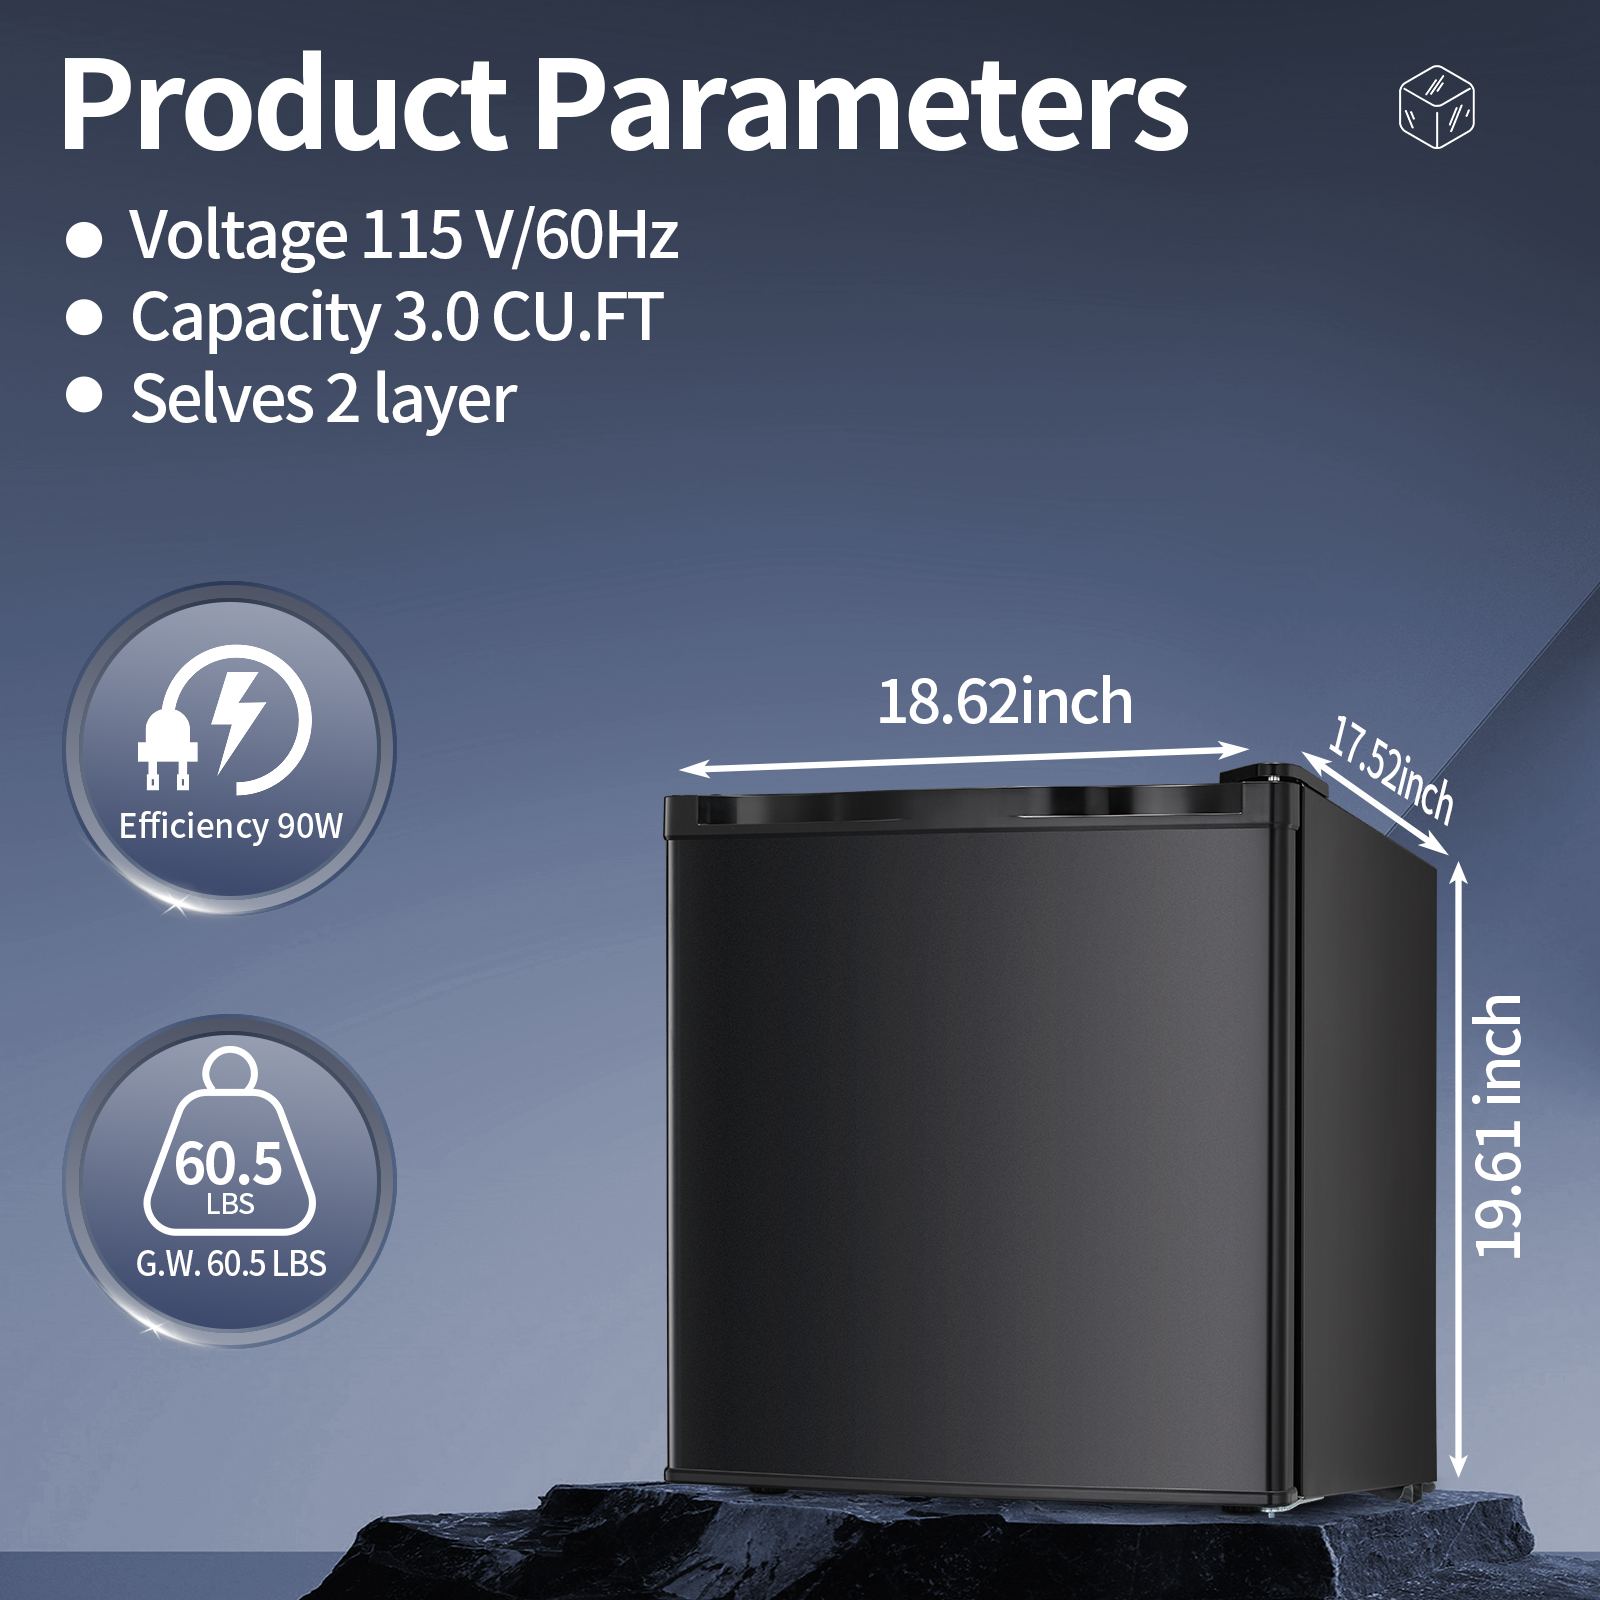 Product Parameters
Voltage 115 V/60Hz
Capacity 3.0 CU.FT
Selves 2 layer
Efficiency 90W
60.5
LBS
G.W. 60.5 LBS
18.62inch
17.52inch
19.61 inch